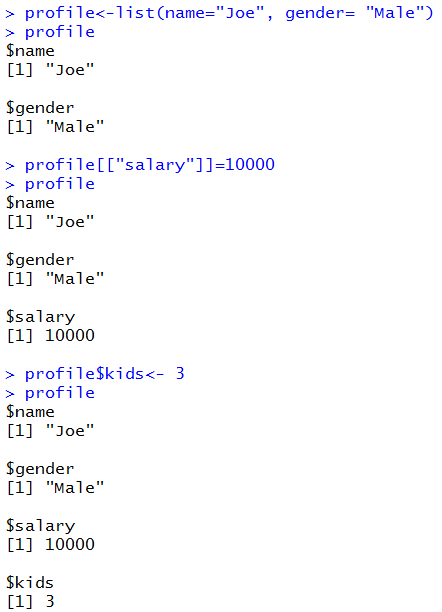 > profile<-list(name="Joe", gender= "Male")
> profile
$name
[1] "Joe"
$gender
[1] "Male"
> profile[["salary"]]=10000
> profile
$name
[1] "Joe"
$gender
[1] "Male"
$salary
[1] 10000
> profile$kids<- 3
> profile
$name
[1] "Joe"
$gender
[1] "Male"
$salary
[1] 10000
$kids
[1] 3